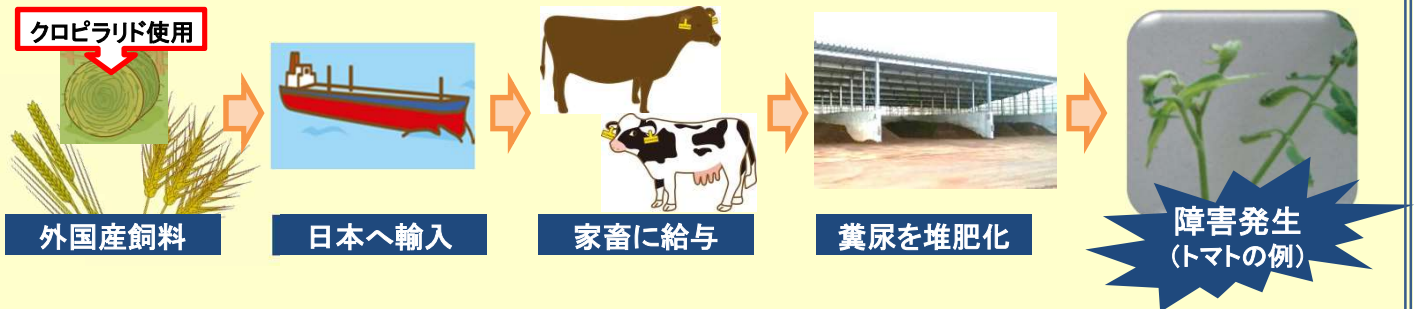 クロピラリド使用
外国産飼料
日本へ輸入
家畜に給与
糞尿を堆肥化
障害発生
（トマトの例）